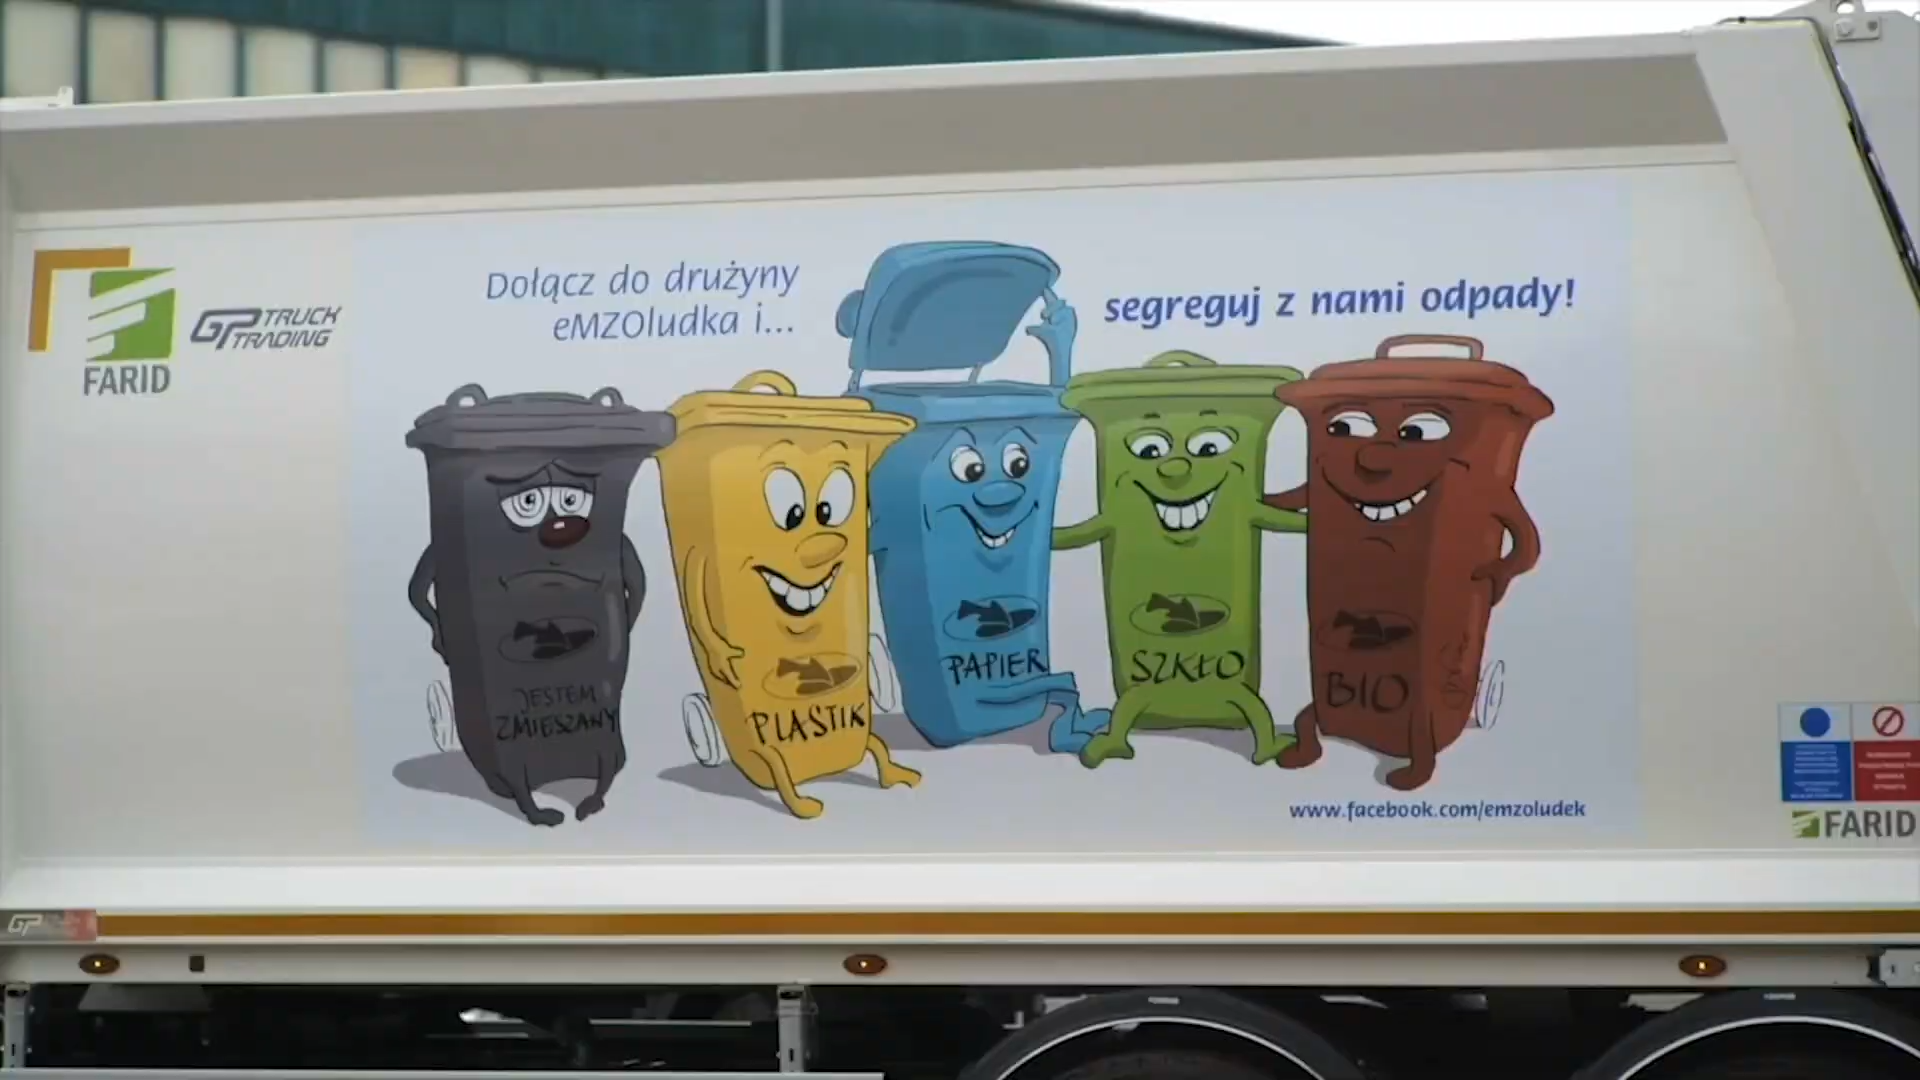 Dołącz do drużyny
eMZOludka i...
segreguj z nami odpady!
FARID
GP TRUCK
TRADING
JESTEM
ZMIESZANY
PLASTIK
PAPIER
SZKŁO
BIO
www.facebook.com/emzoludek
FARID
GP